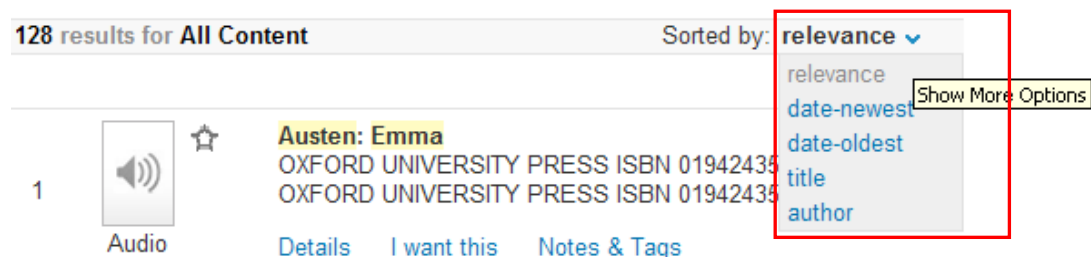 128 results for All Content Sorted by: relevance
relevance
Show More Options
date-newest
date-oldest
title
author
1
Audio
Austen: Emma
OXFORD UNIVERSITY PRESS ISBN 01942435
OXFORD UNIVERSITY PRESS ISBN 01942435
Details I want this Notes & Tags